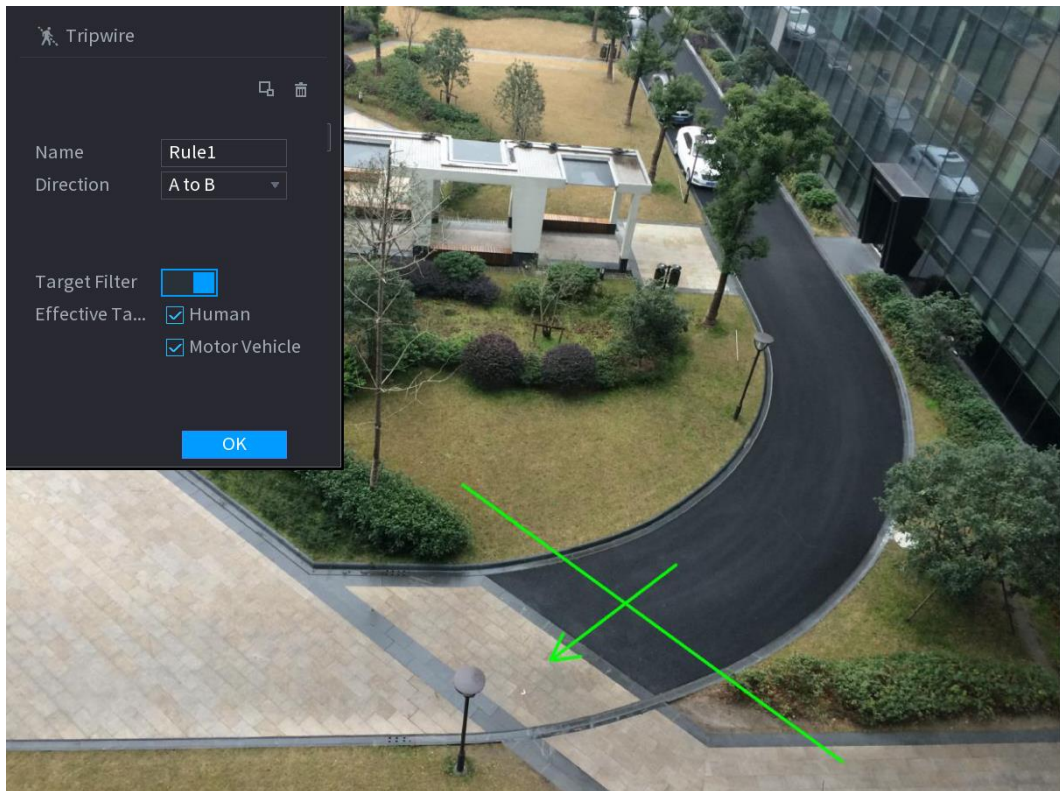 Tripwire
Name Rule1
Direction A to B
Target Filter
Effective Ta... Human
Motor Vehicle
OK